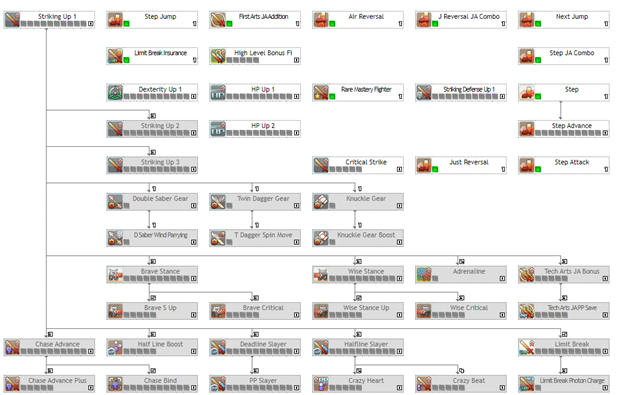 Striking Up 1
Step Jump
First Arts JA Addition
Air Reversal
J Reversal JA Combo
Next Jump
Limit Break Insurance
High Level Bonus FI
Step JA Combo
Dexterity Up 1
HP Up 1
Rare Mastery Fighter
Striking Defense Up 1
Step
Striking Up 2
HP Up 2
Step Advance
Striking Up 3
Critical Strike
Just Reversal
Step Attack
Double Saber Gear
Twin Dagger Gear
Knuckle Gear
D Saber Wind Parrying
T Dagger Spin Move
Knuckle Gear Boost
Brave Stance
Wise Stance
Adrenaline
Tech Arts JA Bonus
Brave S Up
Brave Critical
Wise Stance Up
Wise Critical
Tech Arts JAPP Save
Chase Advance
Half Line Boost
Deadline Slayer
Halfline Slayer
Limit Break
Chase Advance Plus
Chase Bind
PP Slayer
Crazy Heart
Crazy Beat
Limit Break Photon Charge